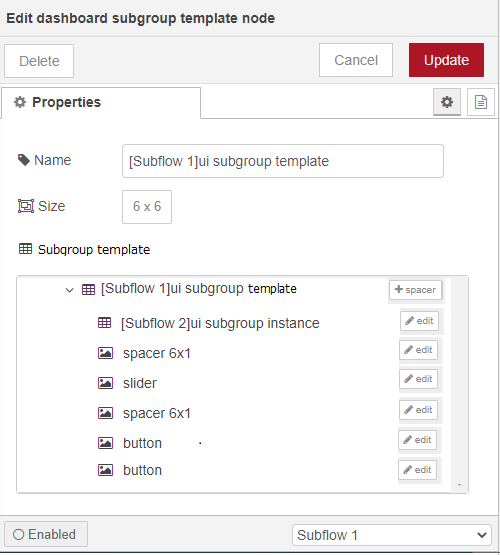 Edit dashboard subgroup template node
Delete
Cancel
Update
Properties
Name
[Subflow 1]ui subgroup template
Size
6 x 6
Subgroup template
[Subflow 1]ui subgroup template
+ spacer
[Subflow 2]ui subgroup instance
edit
spacer 6x1
edit
slider
edit
spacer 6x1
edit
button
edit
button
edit
Enabled
Subflow 1